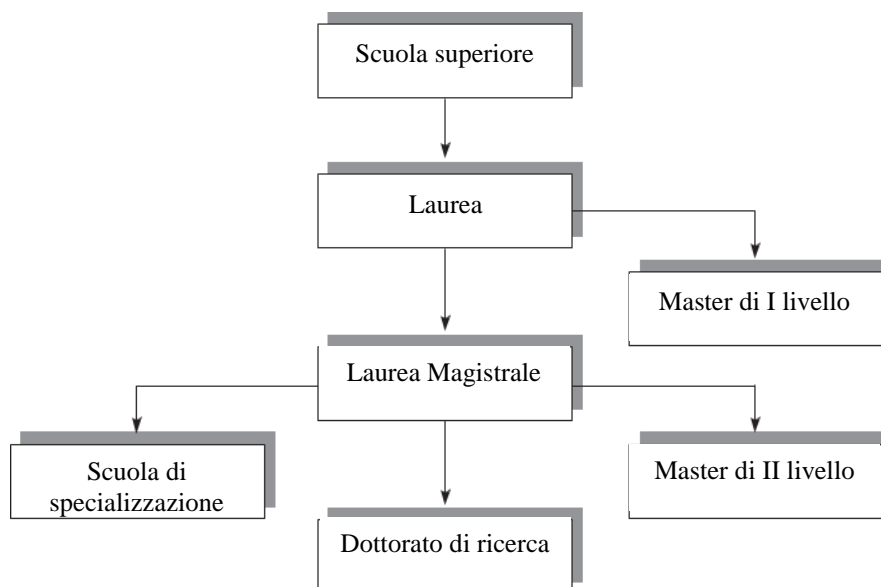 Scuola superiore
Laurea
Master di I livello
Laurea Magistrale
Scuola di
specializzazione
Master di II livello
Dottorato di ricerca